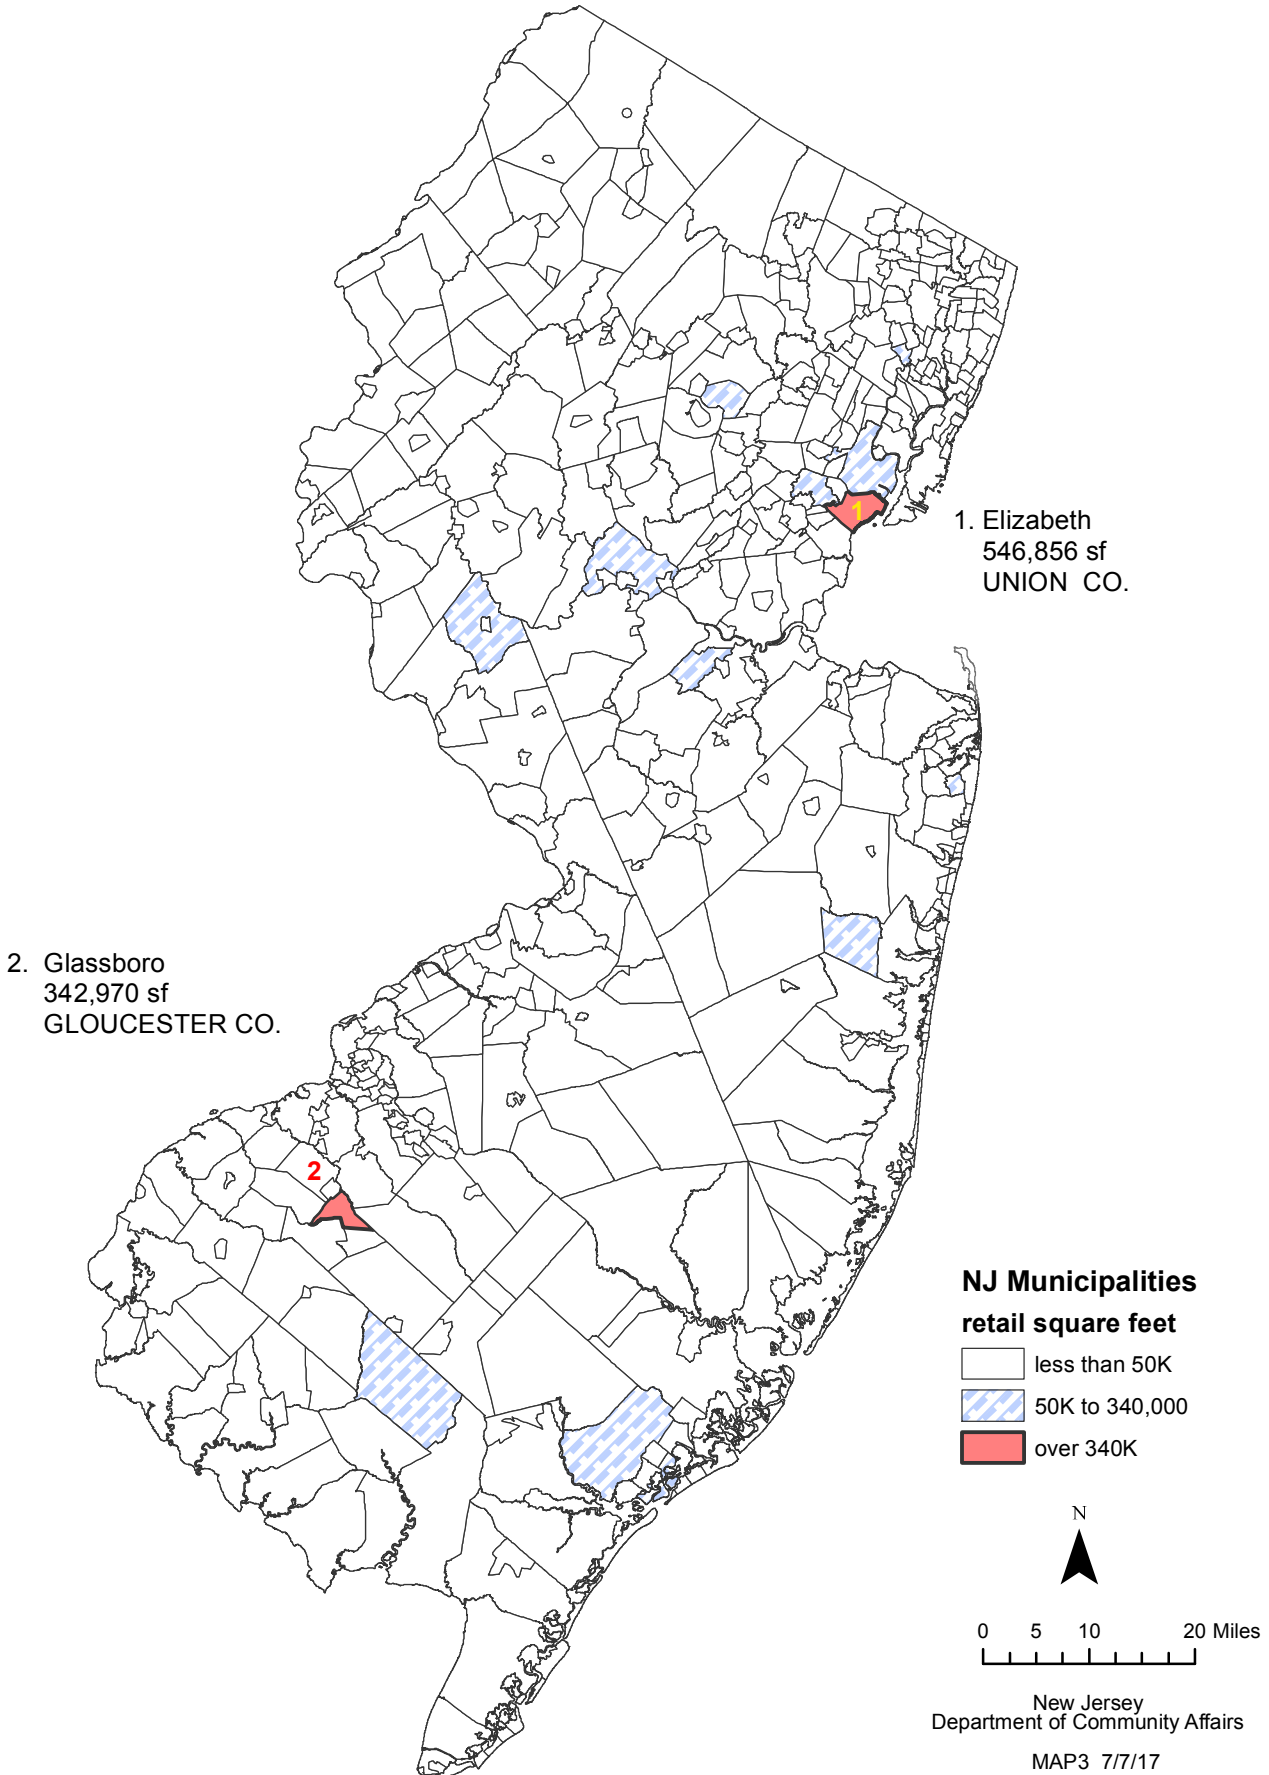 1
1. Elizabeth
546,856 sf
UNION CO.
2. Glassboro
342,970 sf
GLOUCESTER CO.
2
NJ Municipalities
retail square feet
less than 50K
50K to 340,000
over 340K
N
0 5 10 20 Miles
New Jersey
Department of Community Affairs
MAP3 7/7/17